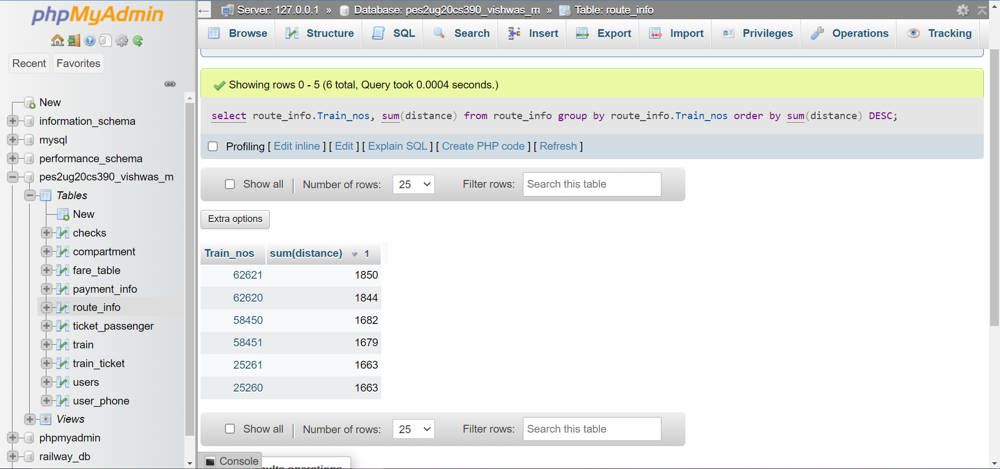 phpMyAdmin
Recent Favorites
New
information_schema
mysql
performance_schema
pes2ug20cs390_vishwas_m
Tables
New
checks
compartment
fare_table
payment_info
route_info
ticket_passenger
train
train_ticket
users
user_phone
Views
phpmyadmin
railway_db
← Server: 127.0.0.1 » Database: pes2ug20cs390_vishwas_m » Table: route_info
Browse Structure SQL Search Insert Export Import Privileges Operations Tracking
Showing rows 0 - 5 (6 total, Query took 0.0004 seconds.)
select route_info.Train_nos, sum(distance) from route_info group by route_info.Train_nos order by sum(distance) DESC;
Profiling [ Edit inline ] [ Edit ] [ Explain SQL ] [ Create PHP code ] [ Refresh ]
Show all | Number of rows: 25 Filter rows: Search this table
Extra options
Train_nos sum(distance) 1
62621 1850
62620 1844
58450 1682
58451 1679
25261 1663
25260 1663
Show all | Number of rows: 25 Filter rows: Search this table
Console